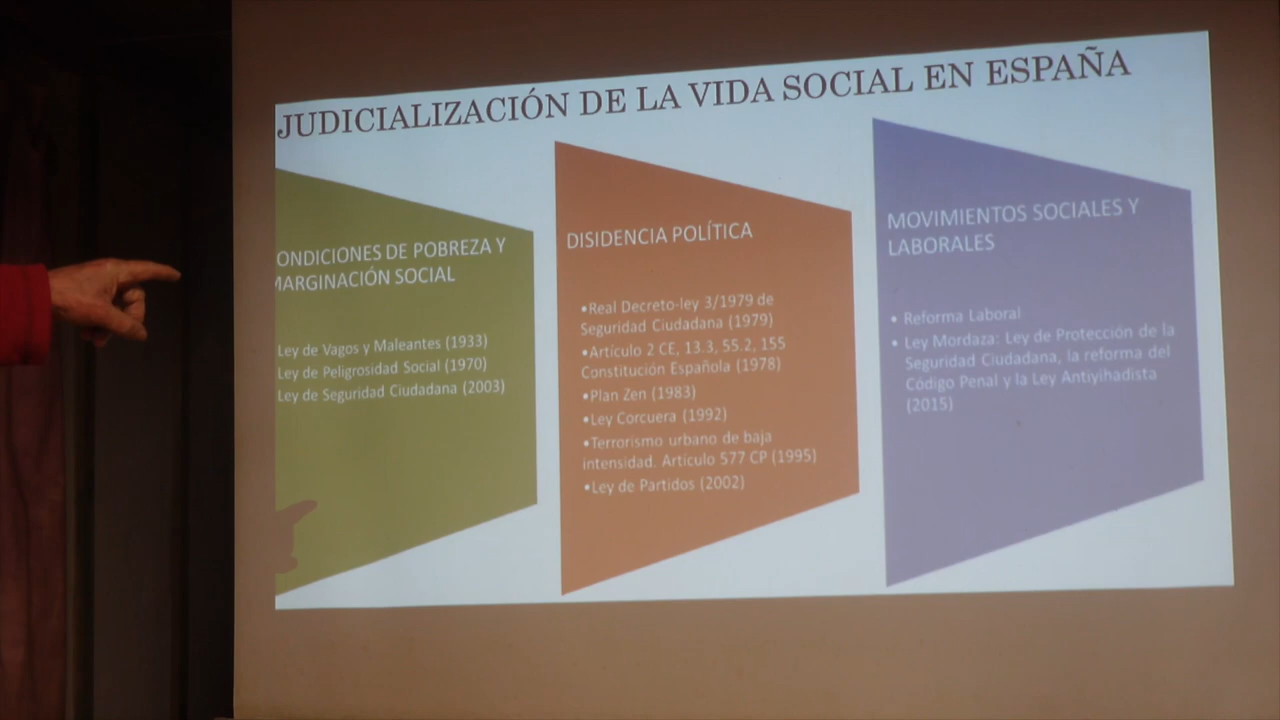 JUDICIALIZACIÓN DE LA VIDA SOCIAL EN ESPAÑA
ONDICIONES DE POBREZA Y
MARGINACIÓN SOCIAL
Ley de Vagos y Maleantes (1933)
Ley de Peligrosidad Social (1970)
Ley de Seguridad Ciudadana (2003)
DISIDENCIA POLÍTICA
•Real Decreto-ley 3/1979 de
Seguridad Ciudadana (1979)
•Artículo 2 CE, 13.3, 55.2, 155
Constitución Española (1978)
•Plan Zen (1983)
•Ley Corcuera (1992)
•Terrorismo urbano de baja
intensidad. Artículo 577 CP (1995)
•Ley de Partidos (2002)
MOVIMIENTOS SOCIALES Y
LABORALES
• Reforma Laboral
• Ley Mordaza: Ley de Protección de la
Seguridad Ciudadana, la reforma del
Código Penal y la Ley Antiyihadista
(2015)